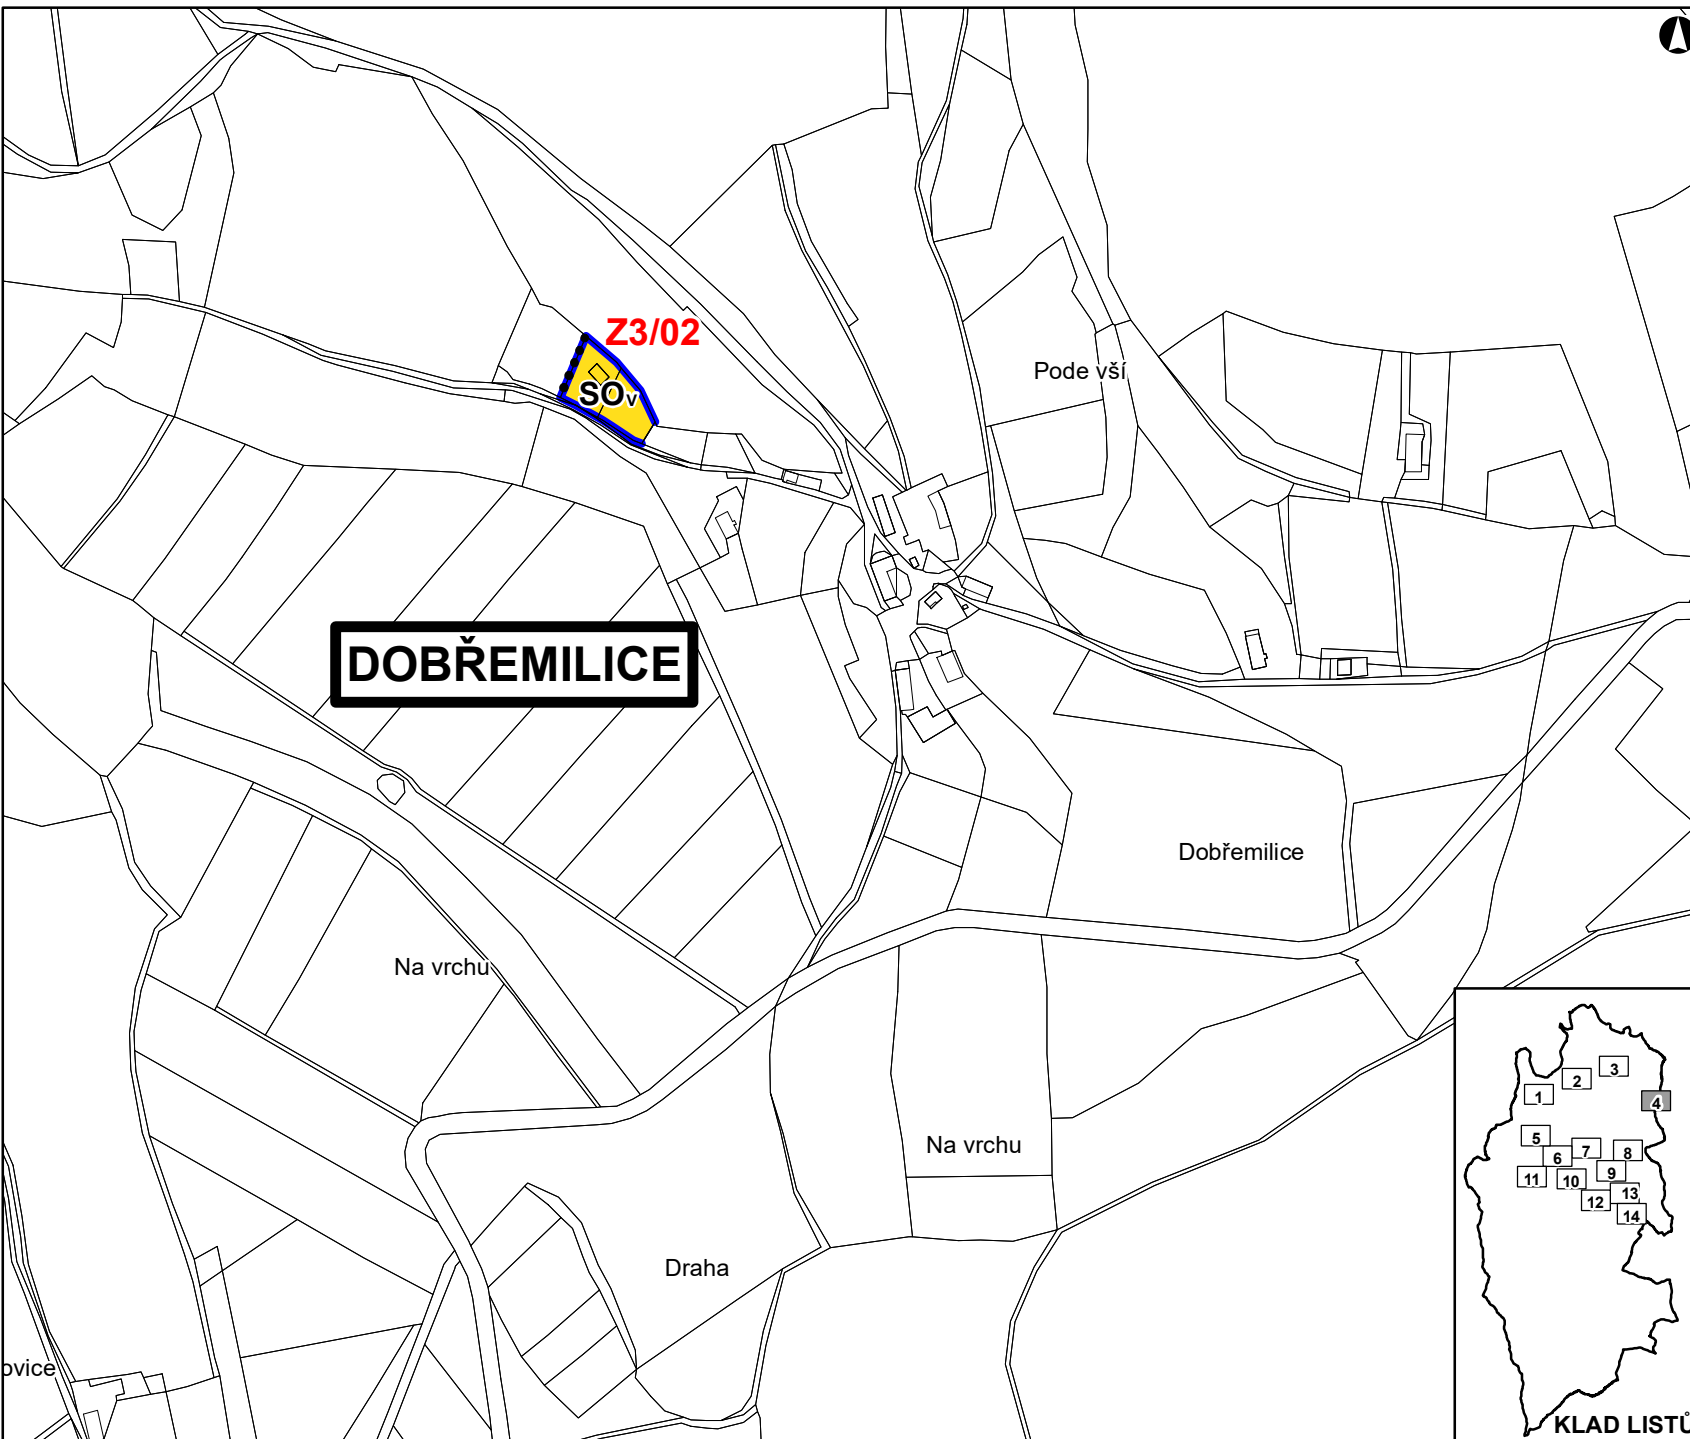 Z3/02
SOv
Pode vší
DOBŘEMILICE
Dobřemilice
Na vrchu
Na vrchu
Draha
ovice
1
2
3
4
5
6
7
8
9
10
11
12
13
14
KLAD LISTŮ